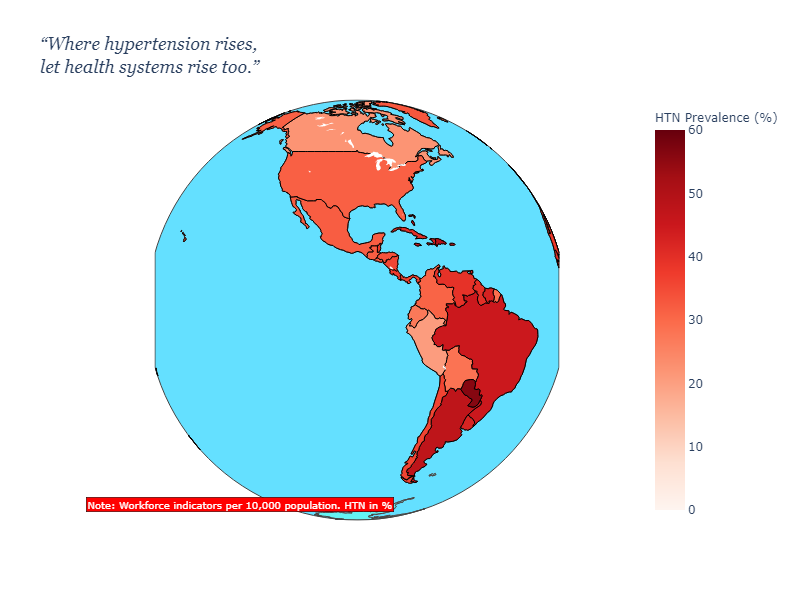 “Where hypertension rises,
let health systems rise too.”
HTN Prevalence (%)
60
50
40
30
20
10
0
Note: Workforce indicators per 10,000 population. HTN in %